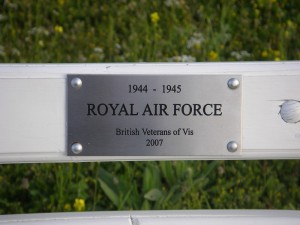 1944 - 1945
ROYAL AIR FORCE
British Veterans of Vis
2007